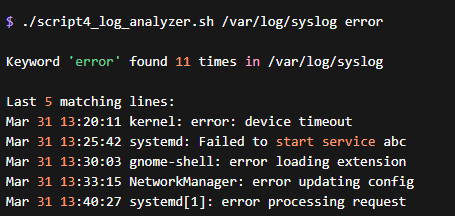 $ ./script4_log_analyzer.sh /var/log/syslog error
Keyword 'error' found 11 times in /var/log/syslog
Last 5 matching lines:
Mar 31 13:20:11 kernel: error: device timeout
Mar 31 13:25:42 systemd: Failed to start service abc
Mar 31 13:30:03 gnome-shell: error loading extension
Mar 31 13:33:15 NetworkManager: error updating config
Mar 31 13:40:27 systemd[1]: error processing request